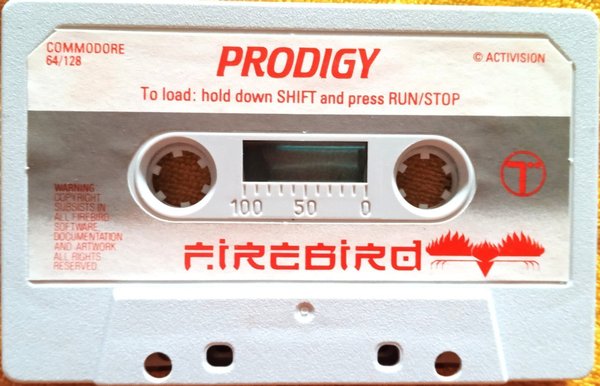 COMMODORE
64/128
PRODIGY
© ACTIVISION
To load: hold down SHIFT and press RUN/STOP
100 50 0
WARNING
COPYRIGHT
SUBSISTS IN
ALL FIREBIRD
SOFTWARE
DOCUMENTATION
AND ARTWORK
ALL RIGHTS
RESERVED
FIREBIRD